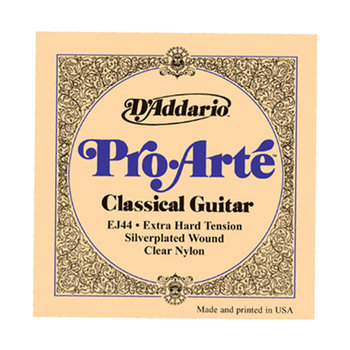 D'Addario
Pro·Arté
Classical Guitar
EJ44 • Extra Hard Tension
Silverplated Wound
Clear Nylon
Made and printed in USA